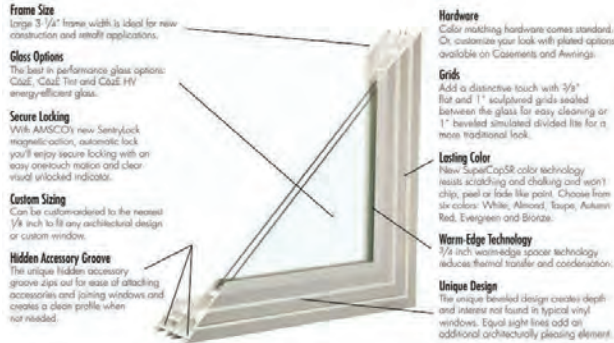 Frame Size
Large 3 1/4" frame width is ideal for new
construction and retrofit applications.
Glass Options
The best in performance glass options:
CozE, CozE Tint and CozE HV
energy-efficient glass.
Secure Locking
With AMSCO's new SentryLock
magnetic-action, automatic lock
you'll enjoy secure locking with an
easy one-touch motion and clear
visual unlocked indicator.
Custom Sizing
Can be custom-ordered to the nearest
1/8 inch to fit any architectural design
or custom window.
Hidden Accessory Groove
The unique hidden accessory
groove zips out for ease of attaching
accessories and joining windows and
creates a clean profile when
not needed.
Hardware
Color matching hardware comes standard.
Or, customize your look with plated options
available on Casements and Awnings.
Grids
Add a distinctive touch with
flat and 1" sculptured grids sealed
between the glass for easy cleaning or
1" beveled simulated divided lite for a
more traditional look.
Lasting Color
New SuperCapSR color technology
resists scratching and chalking and won't
chip, peel or fade like paint. Choose from
six colors: White, Almond, Taupe, Autumn
Red, Evergreen and Bronze.
Warm-Edge Technology
3/4 inch warm-edge spacer technology
reduces thermal transfer and condensation.
Unique Design
The unique beveled design creates depth
and interest not found in typical vinyl
windows. Equal sight lines add an
additional architecturally pleasing element.